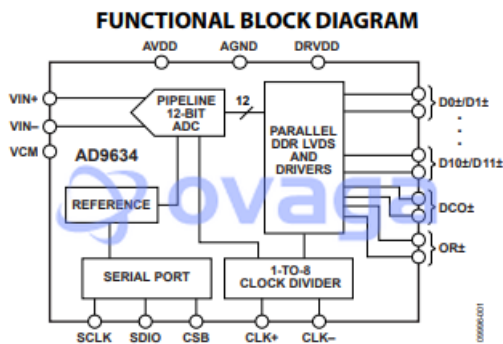 FUNCTIONAL BLOCK DIAGRAM
AVDD AGND DRVDD
VIN+
VIN–
VCM
PIPELINE
12-BIT
ADC
12
PARALLEL
DDR LVDS
AND
DRIVERS
D0±/D1±
D10±/D11±
DCO±
OR±
AD9634
REFERENCE
ovaga
SERIAL PORT
1-TO-8
CLOCK DIVIDER
SCLK SDIO CSB CLK+ CLK–
09996-001